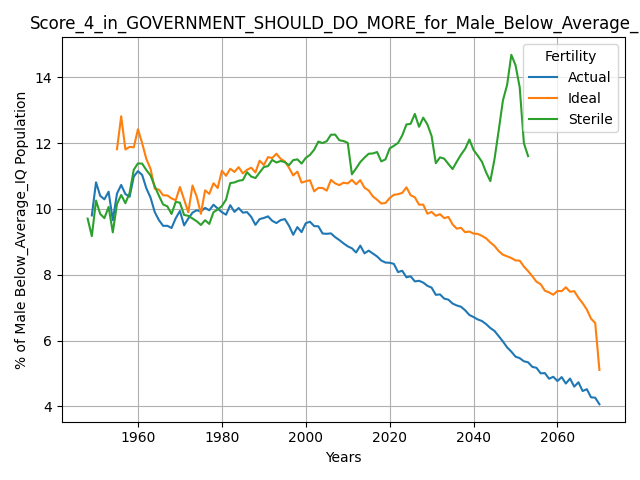 Score_4_in_GOVERNMENT_SHOULD_DO_MORE_for_Male_Below_Average_
Fertility
Actual
Ideal
Sterile
% of Male Below_Average_IQ Population
14
12
10
8
6
4
1960 1980 2000 2020 2040 2060
Years